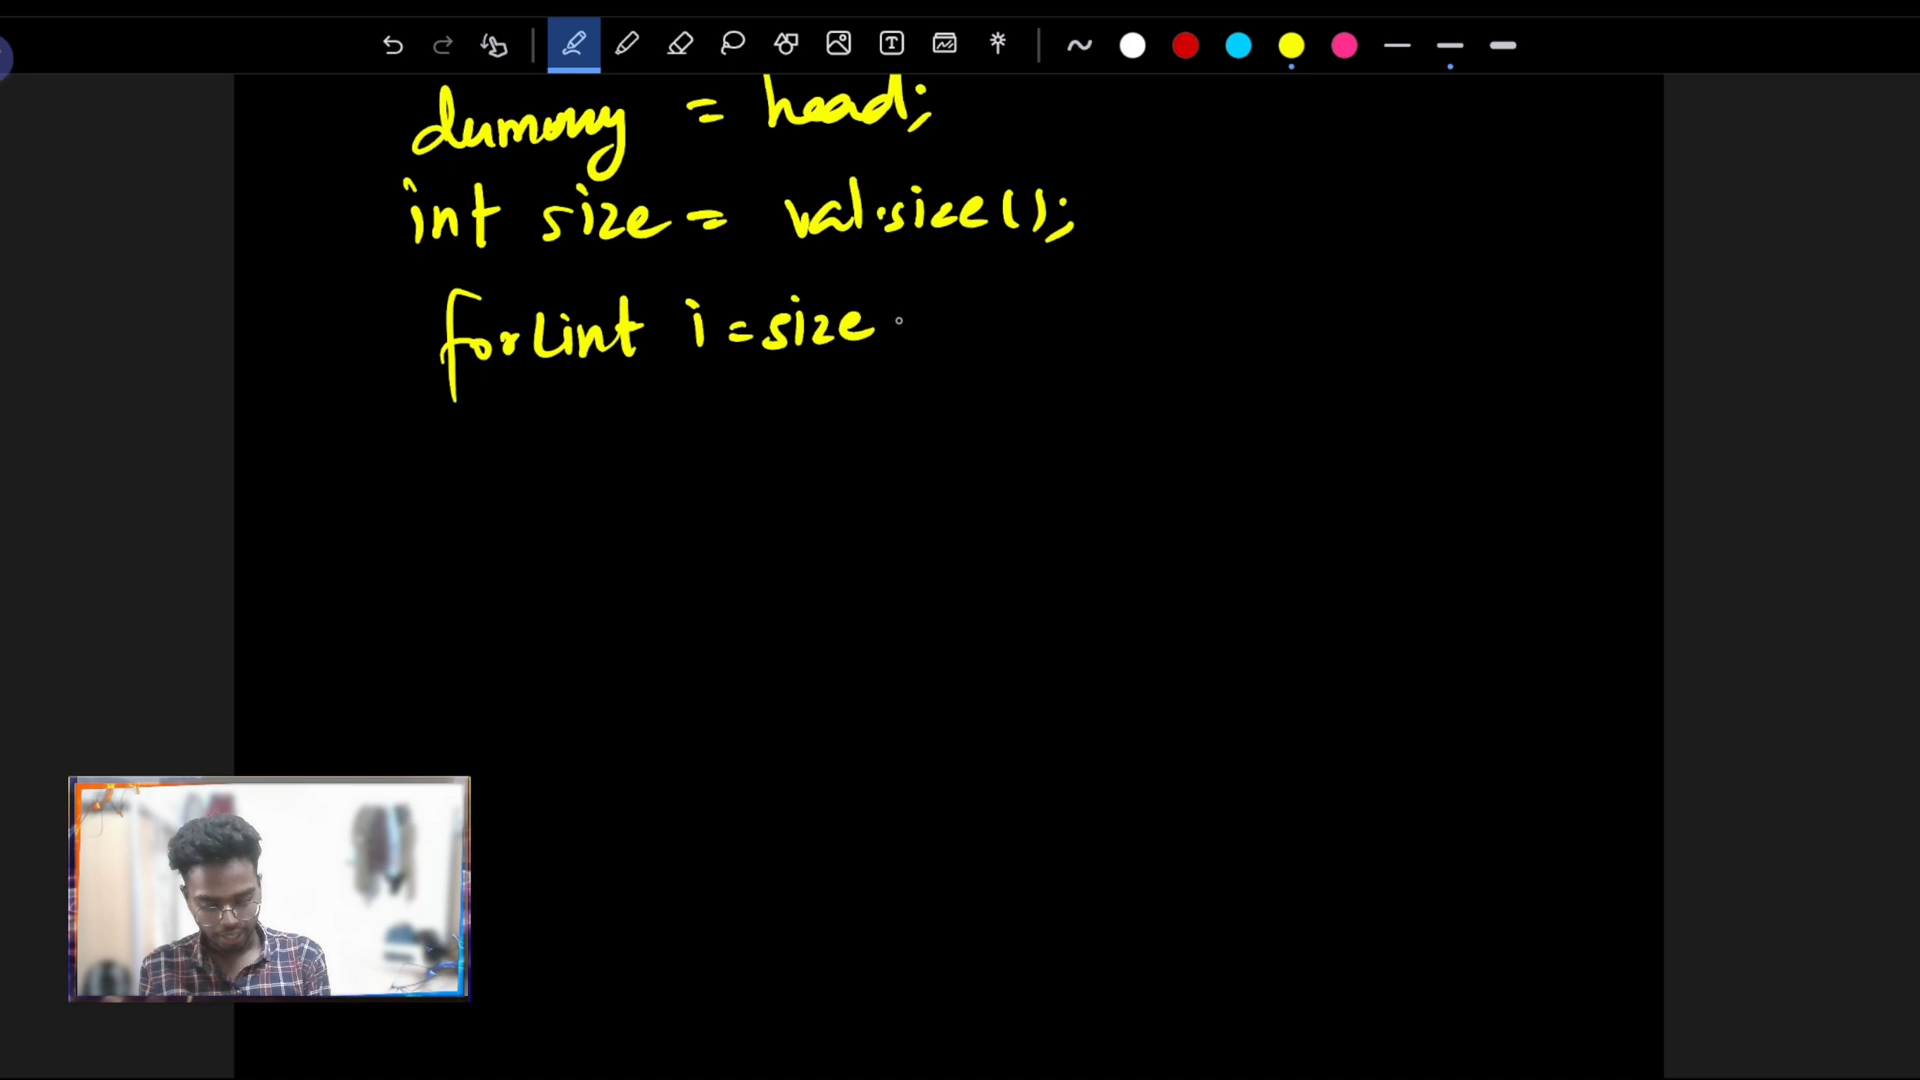 dummy = head;
int size = val.size();
for(int i = size